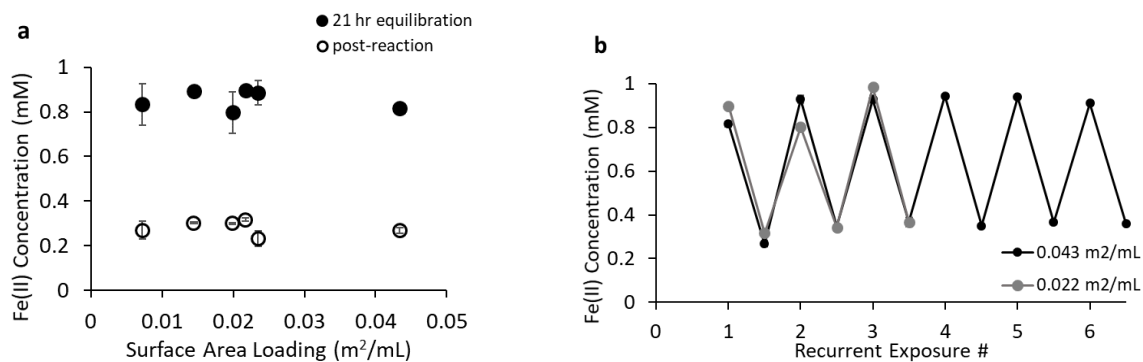 a
21 hr equilibration
post-reaction
Fe(II) Concentration (mM)
1
0.8
0.6
0.4
0.2
0
0 0.01 0.02 0.03 0.04 0.05
Surface Area Loading (m²/mL)
b
Fe(II) Concentration (mM)
1
0.8
0.6
0.4
0.2
0
0.043 m2/mL
0.022 m2/mL
0 1 2 3 4 5 6
Recurrent Exposure #